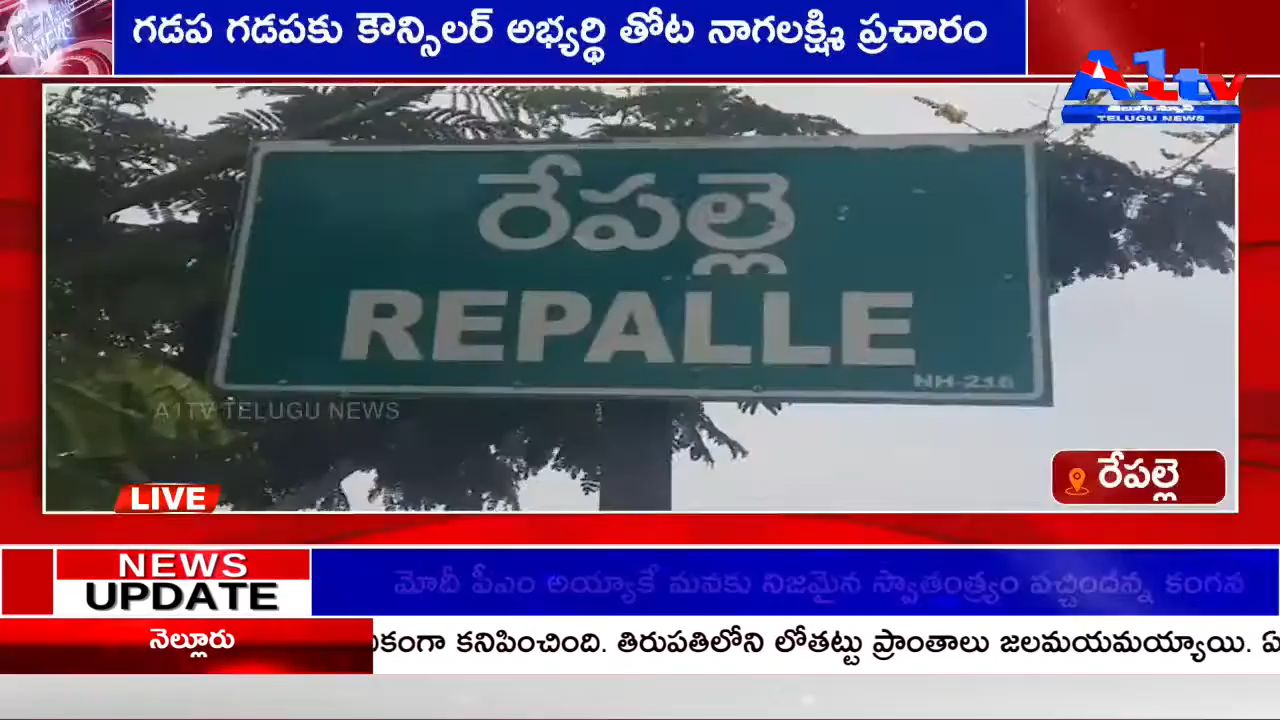 గడప గడపకు కౌన్సిలర్ అభ్యర్థి తోట నాగలక్ష్మి ప్రచారం
A1tv
తెలుగు న్యూస్
TELUGU NEWS
రేపల్లె
REPALLE
NH-216
A1TV TELUGU NEWS
రేపల్లె
LIVE
NEWS
UPDATE
మోదీ పీఎం అయ్యాకే మనకు నిజమైన స్వాతంత్ర్యం వచ్చిందన్న కంగన
నెల్లూరు
కంగా కనిపించింది. తిరుపతిలోని లోతట్టు ప్రాంతాలు జలమయమయ్యాయి. ఏ